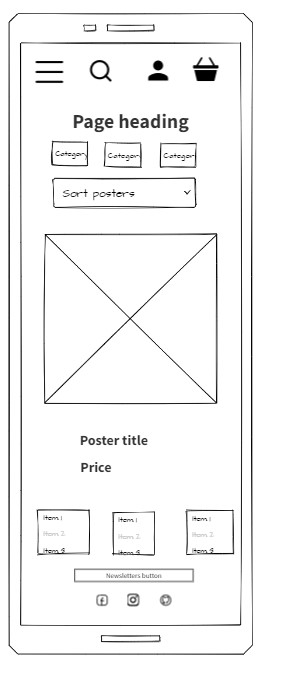 Page heading
Category Category Category
Sort posters
Poster title
Price
Item 1 Item 1 Item 1
Item 2 Item 2 Item 2
Item 3 Item 3 Item 3
Newsletters button